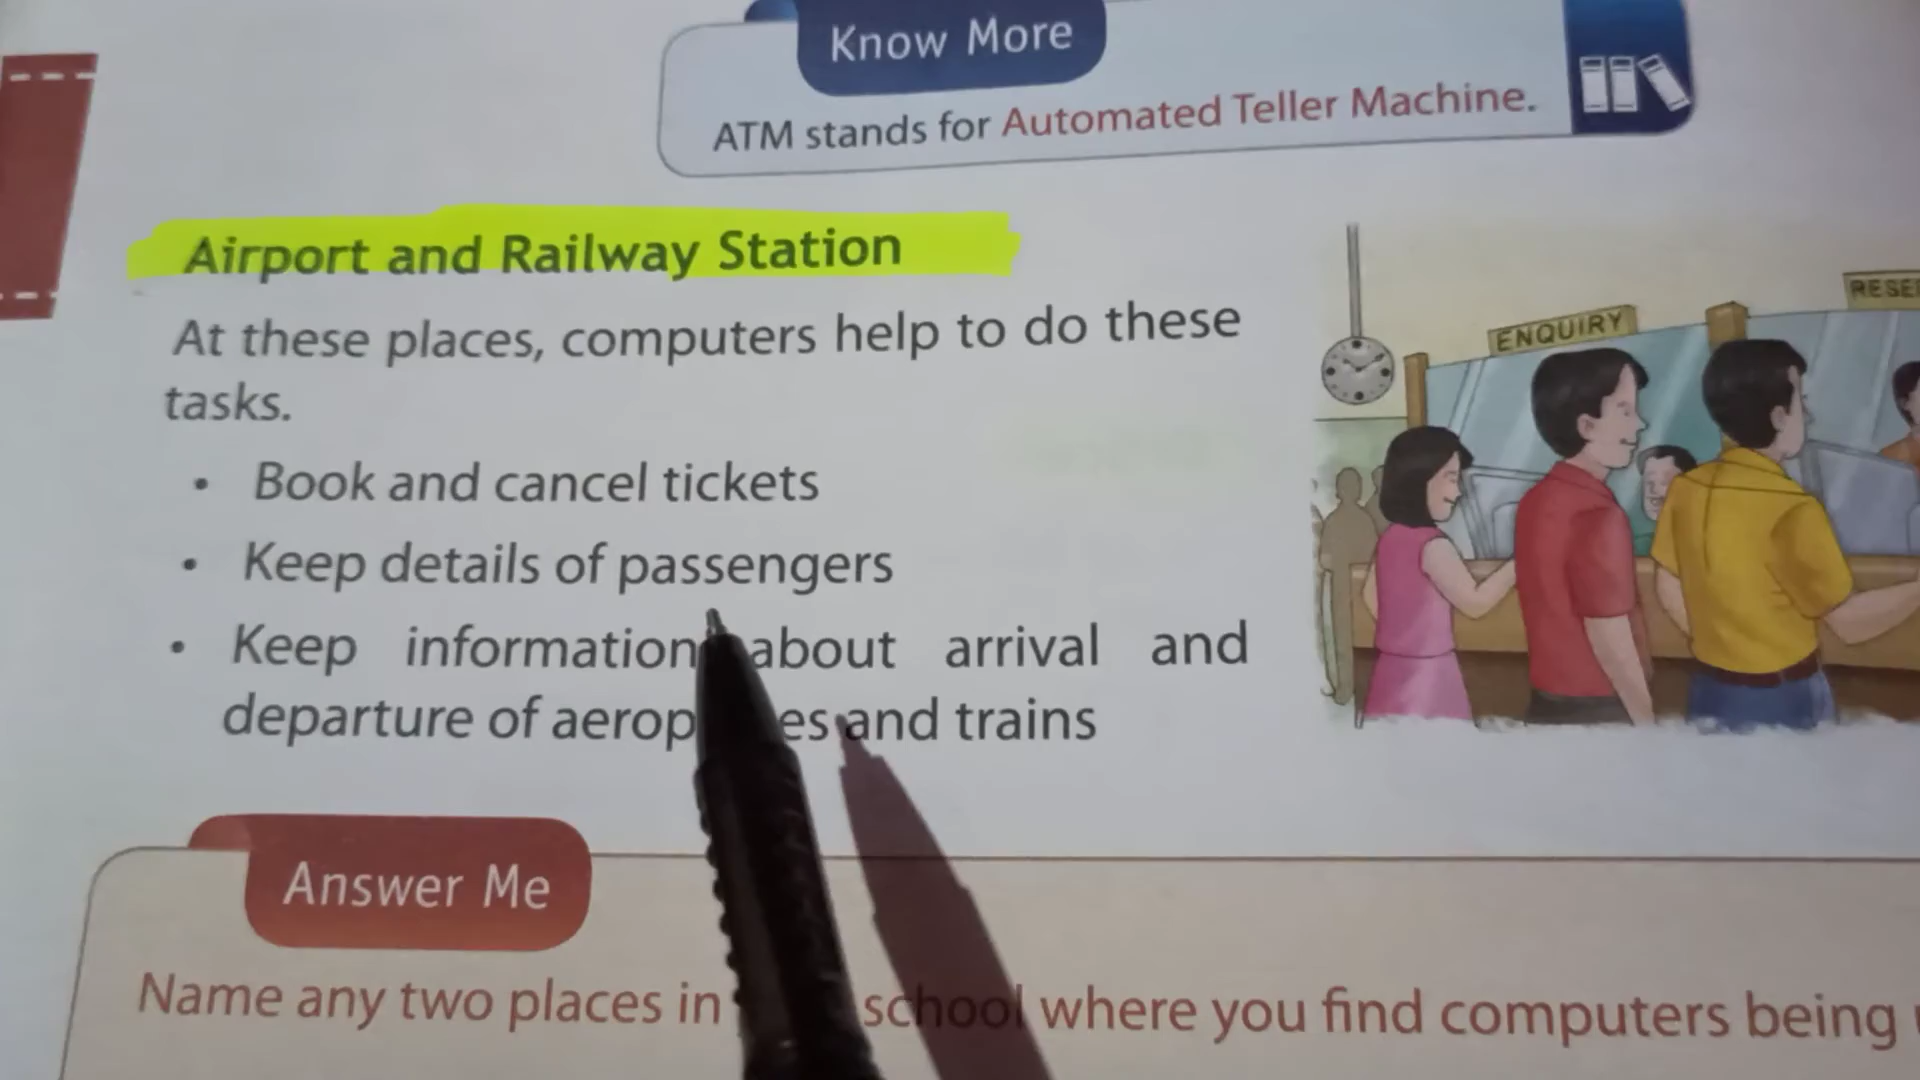 Know More
ATM stands for Automated Teller Machine.
Airport and Railway Station
At these places, computers help to do these
tasks.
• Book and cancel tickets
• Keep details of passengers
• Keep information about arrival and
departure of aerop es and trains
ENQUIRY
RESE
Answer Me
Name any two places in school where you find computers being